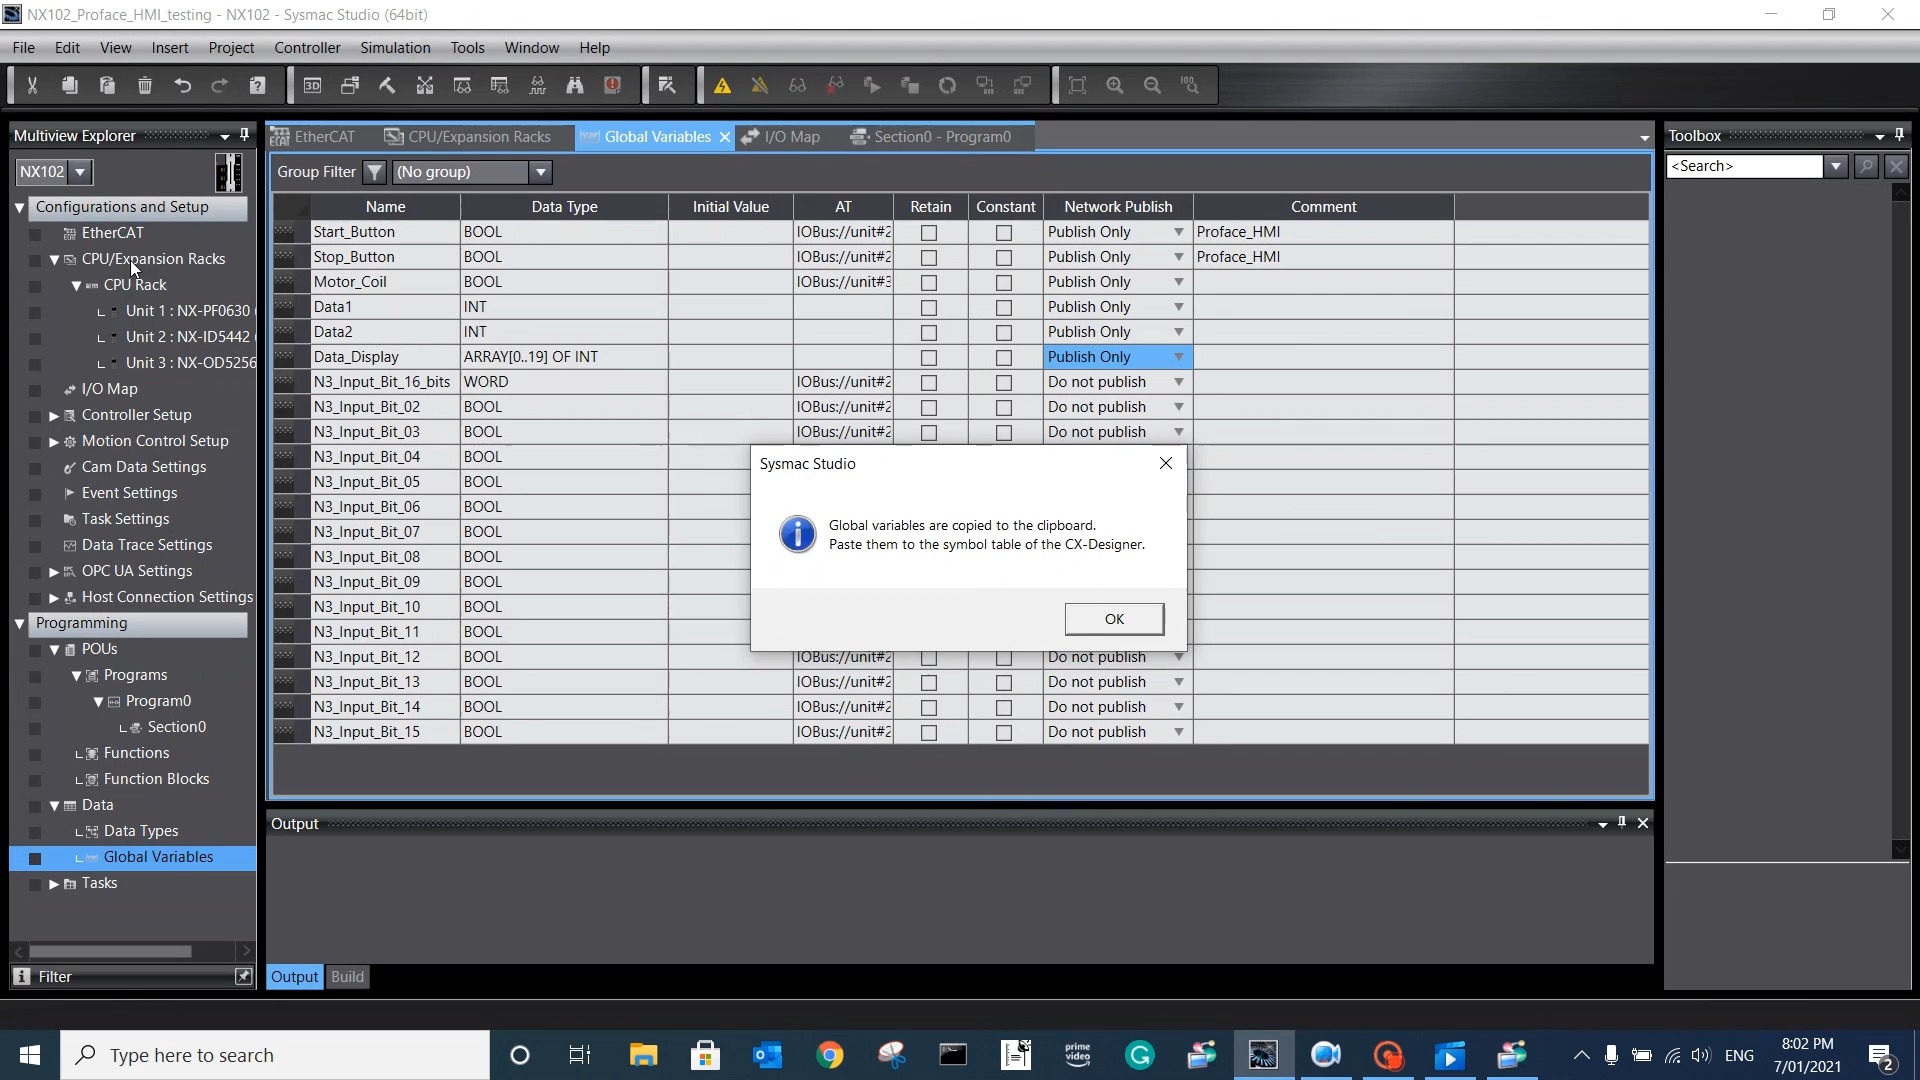 NX102_Proface_HMI_testing - NX102 - Sysmac Studio (64bit)
File Edit View Insert Project Controller Simulation Tools Window Help
Multiview Explorer
NX102
Configurations and Setup
EtherCAT
CPU/Expansion Racks
CPU Rack
Unit 1 : NX-PF0630 (
Unit 2 : NX-ID5442 (
Unit 3 : NX-OD5256
I/O Map
Controller Setup
Motion Control Setup
Cam Data Settings
Event Settings
Task Settings
Data Trace Settings
OPC UA Settings
Host Connection Settings
Programming
POUs
Programs
Program0
Section0
Functions
Function Blocks
Data
Data Types
Global Variables
Tasks
Filter
EtherCAT CPU/Expansion Racks Global Variables I/O Map Section0 - Program0
Group Filter (No group)
Name Data Type Initial Value AT Retain Constant Network Publish Comment
Start_Button BOOL IOBus://unit#2 Publish Only Proface_HMI
Stop_Button BOOL IOBus://unit#2 Publish Only Proface_HMI
Motor_Coil BOOL IOBus://unit#3 Publish Only
Data1 INT Publish Only
Data2 INT Publish Only
Data_Display ARRAY[0..19] OF INT Publish Only
N3_Input_Bit_16_bits WORD IOBus://unit#2 Do not publish
N3_Input_Bit_02 BOOL IOBus://unit#2 Do not publish
N3_Input_Bit_03 BOOL IOBus://unit#2 Do not publish
N3_Input_Bit_04 BOOL
N3_Input_Bit_05 BOOL
N3_Input_Bit_06 BOOL
N3_Input_Bit_07 BOOL
N3_Input_Bit_08 BOOL
N3_Input_Bit_09 BOOL
N3_Input_Bit_10 BOOL
N3_Input_Bit_11 BOOL
N3_Input_Bit_12 BOOL IOBus://unit#2 Do not publish
N3_Input_Bit_13 BOOL IOBus://unit#2 Do not publish
N3_Input_Bit_14 BOOL IOBus://unit#2 Do not publish
N3_Input_Bit_15 BOOL IOBus://unit#2 Do not publish
Sysmac Studio
Global variables are copied to the clipboard.
Paste them to the symbol table of the CX-Designer.
OK
Output
Output Build
Toolbox
<Search>
Type here to search
prime
video
ENG
8:02 PM
7/01/2021
2